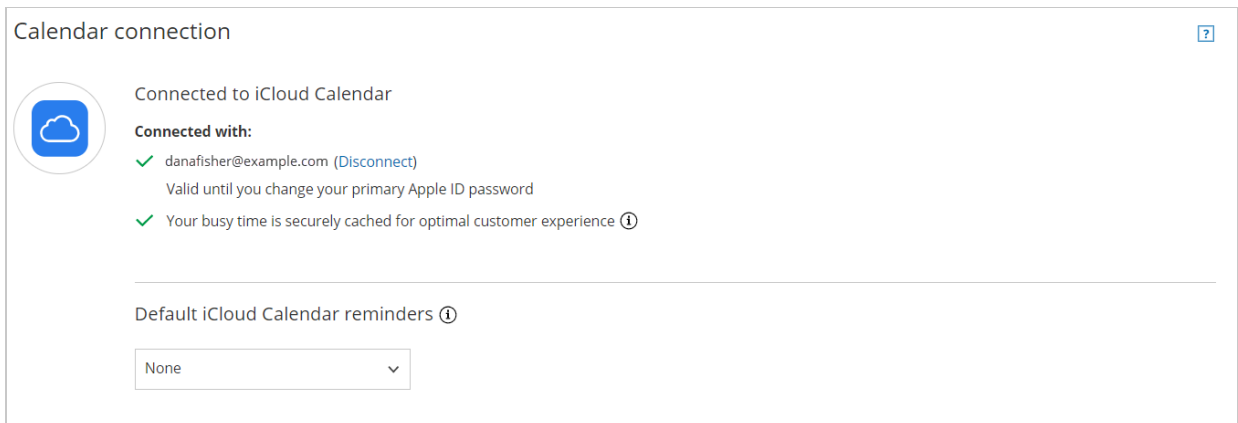 Calendar connection
?
Connected to iCloud Calendar
Connected with:
danafisher@example.com (Disconnect)
Valid until you change your primary Apple ID password
Your busy time is securely cached for optimal customer experience i
Default iCloud Calendar reminders i
None